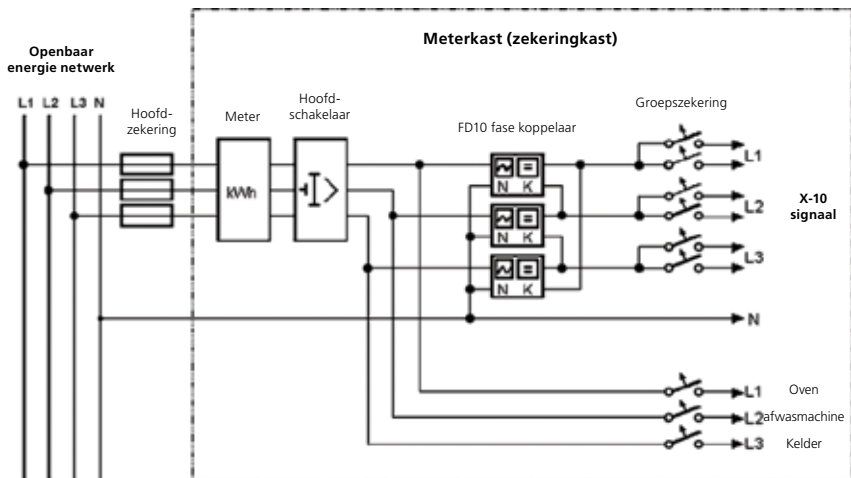 Meterkast (zekeringkast)
Openbaar
energie netwerk
L1 L2 L3 N
Hoofd-
zekering
Meter
Hoofd-
schakelaar
FD10 fase koppelaar
Groepszekering
kWh
N K
N K
N K
L1
L2
L3
X-10
signaal
N
L1 Oven
L2 afwasmachine
L3 Kelder